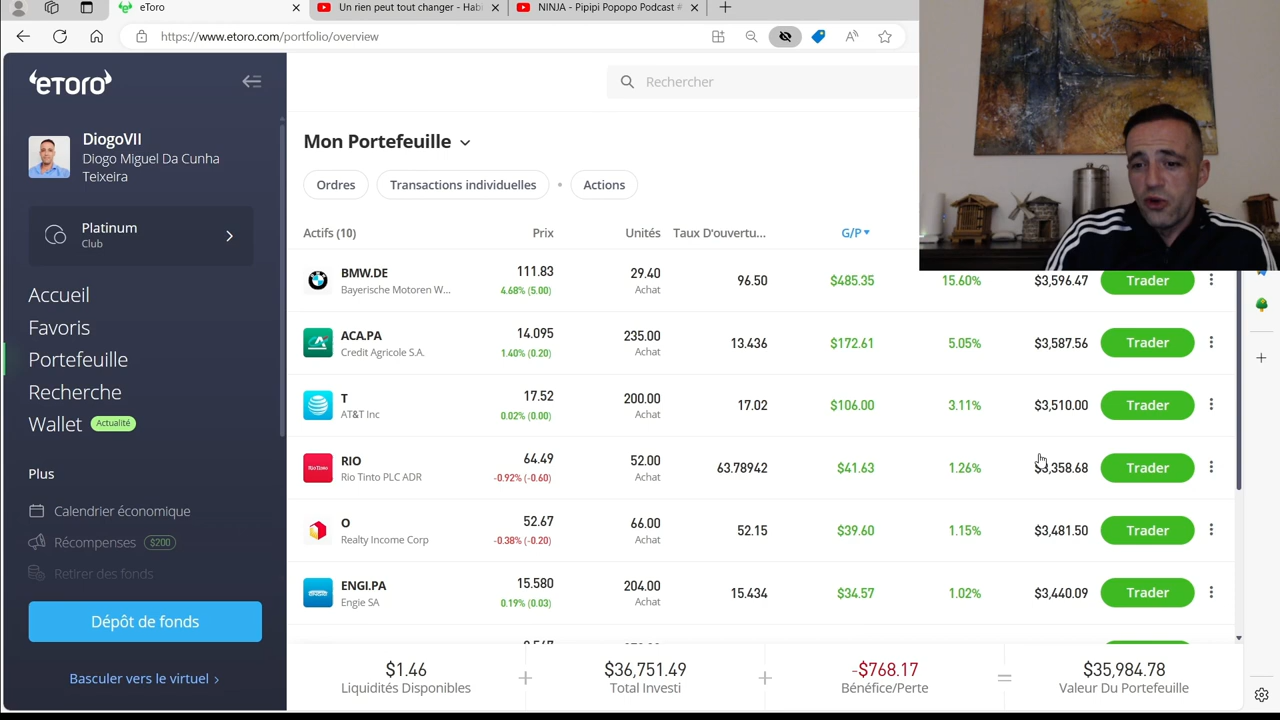 eToro
Un rien peut tout changer - Hab
NINJA - Pipipi Popopo Podcast #
https://www.etoro.com/portfolio/overview
eToro
Rechercher
DiogoVII
Diogo Miguel Da Cunha
Teixeira
Platinum
Club
Accueil
Favoris
Portefeuille
Recherche
Wallet Actualité
Plus
Calendrier économique
Récompenses $200
Retirer des fonds
Dépôt de fonds
Basculer vers le virtuel >
Mon Portefeuille
Ordres Transactions individuelles • Actions
Actifs (10) Prix Unités Taux D'ouvertu... G/P
BMW.DE 111.83 29.40 96.50 $485.35 15.60% $3,596.47 Trader
Bayerische Motoren W... 4.68% (5.00) Achat
ACA.PA 14.095 235.00 13.436 $172.61 5.05% $3,587.56 Trader
Credit Agricole S.A. 1.40% (0.20) Achat
T 17.52 200.00 17.02 $106.00 3.11% $3,510.00 Trader
AT&T Inc 0.02% (0.00) Achat
RIO 64.49 52.00 63.78942 $41.63 1.26% $3,358.68 Trader
RioTinto
Rio Tinto PLC ADR -0.92% (-0.60) Achat
O 52.67 66.00 52.15 $39.60 1.15% $3,481.50 Trader
Realty Income Corp -0.38% (-0.20) Achat
ENGI.PA 15.580 204.00 15.434 $34.57 1.02% $3,440.09 Trader
Engie SA 0.19% (0.03) Achat
$1.46 + $36,751.49 + -$768.17 = $35,984.78
Liquidités Disponibles Total Investi Bénéfice/Perte Valeur Du Portefeuille